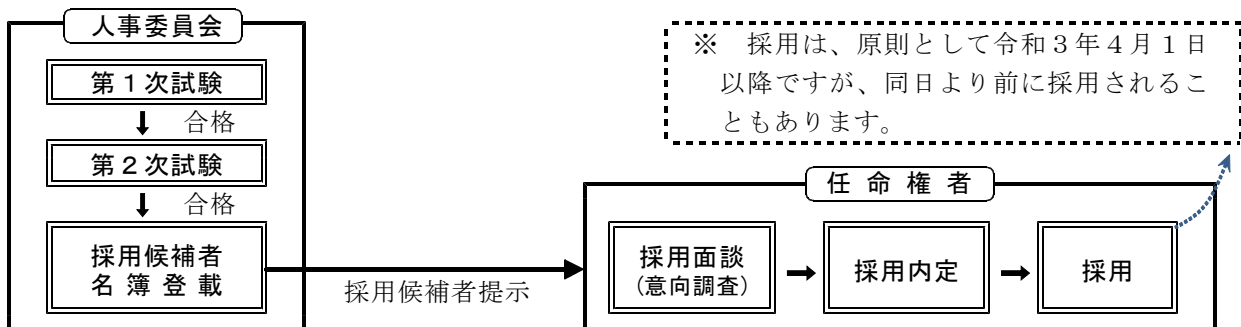 人事委員会
第１次試験
合格
第２次試験
合格
採用候補者
名簿登載
採用候補者提示
※　採用は、原則として令和３年４月１日
以降ですが、同日より前に採用されるこ
ともあります。
任命権者
採用面談
（意向調査）
採用内定
採用